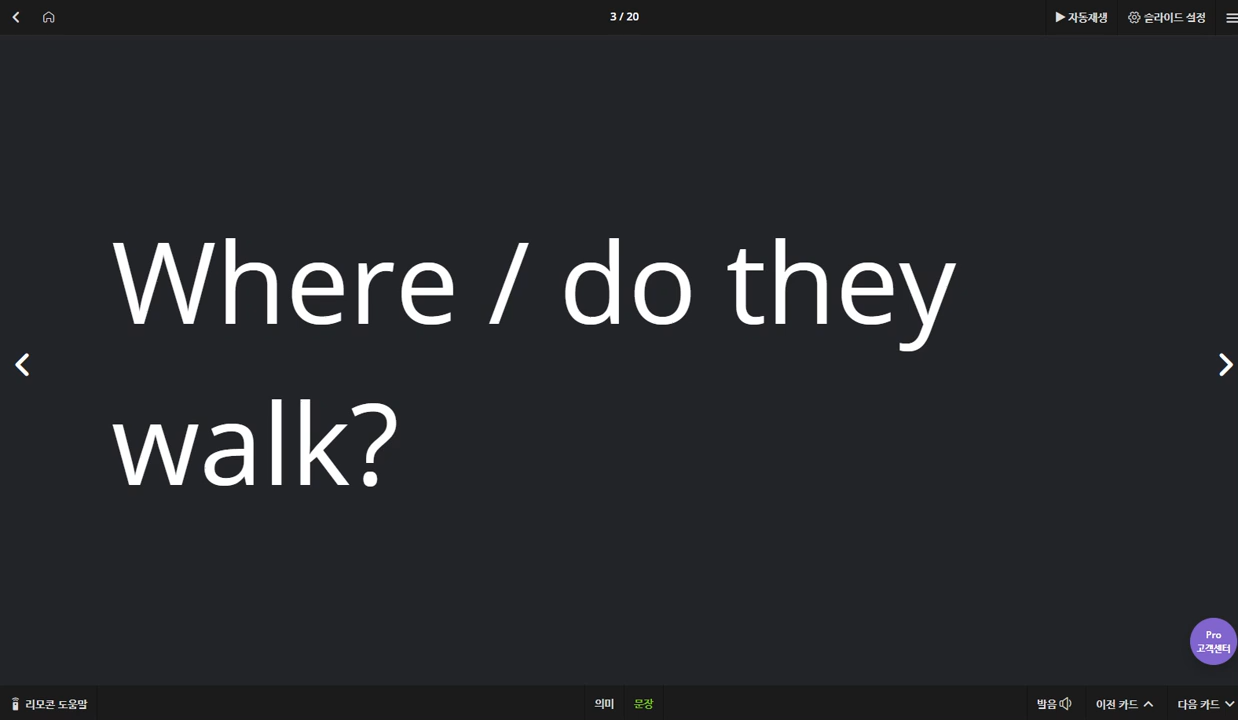 3 / 20
자동재생
슬라이드 설정
Where / do they
walk?
Pro
고객센터
리모콘 도움말
의미
문장
발음
이전 카드
다음 카드